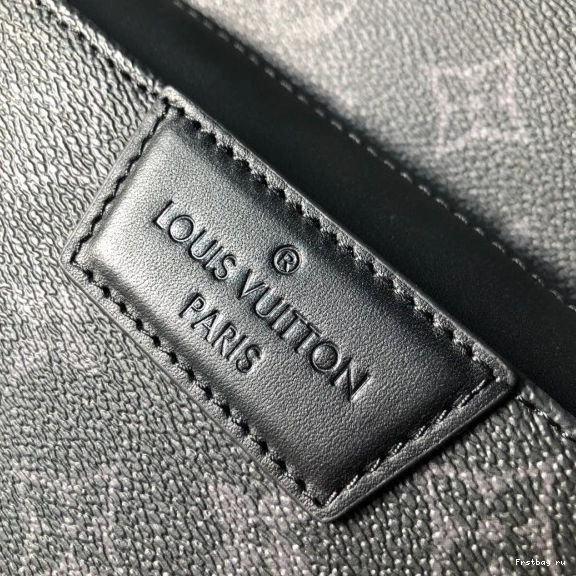 ®
LOUIS VUITTON
PARIS
Frstbag ru